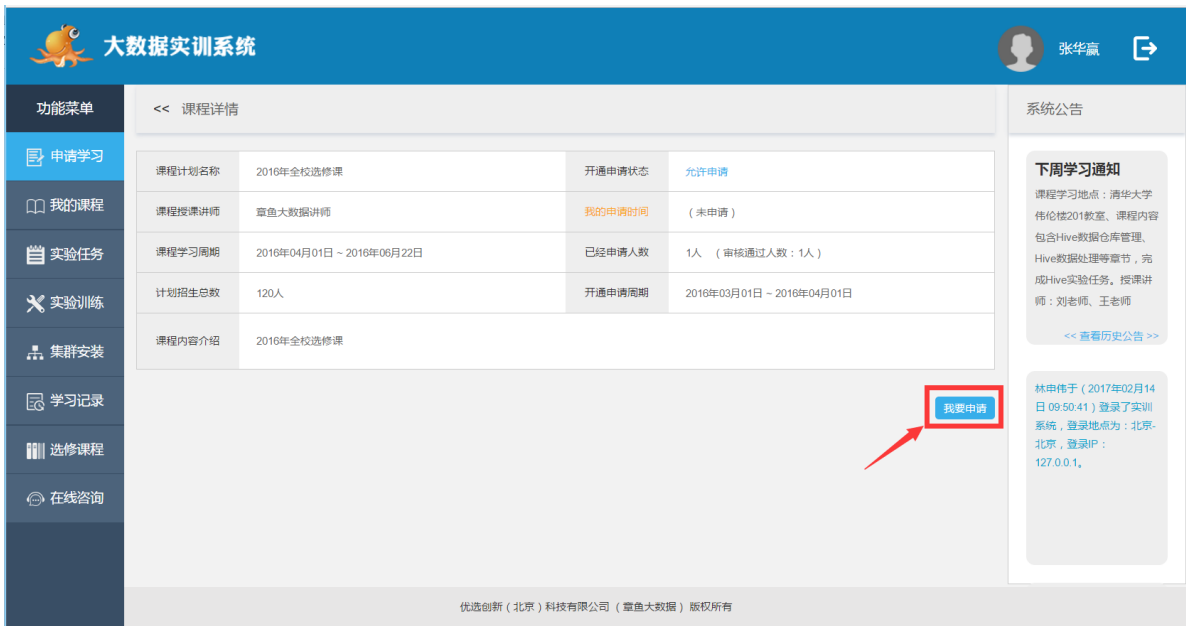 大数据实训系统
张华赢
功能菜单
申请学习
我的课程
实验任务
实验训练
集群安装
学习记录
选修课程
在线咨询
<< 课程详情
课程计划名称 2016年全校选修课 开通申请状态 允许申请
课程授课讲师 章鱼大数据讲师 我的申请时间 (未申请)
课程学习周期 2016年04月01日 ~ 2016年06月22日 已经申请人数 1人 (审核通过人数：1人)
计划招生总数 120人 开通申请周期 2016年03月01日 ~ 2016年04月01日
课程内容介绍 2016年全校选修课
我要申请
系统公告
下周学习通知
课程学习地点：清华大学
伟伦楼201教室、课程内容
包含Hive数据仓库管理、
Hive数据处理等章节，完
成Hive实验任务。授课讲
师：刘老师、王老师
<< 查看历史公告 >>
林申伟于(2017年02月14
日 09:50:41)登录了实训
系统，登录地点为：北京-
北京，登录IP：
127.0.0.1。
优选创新(北京)科技有限公司 (章鱼大数据) 版权所有